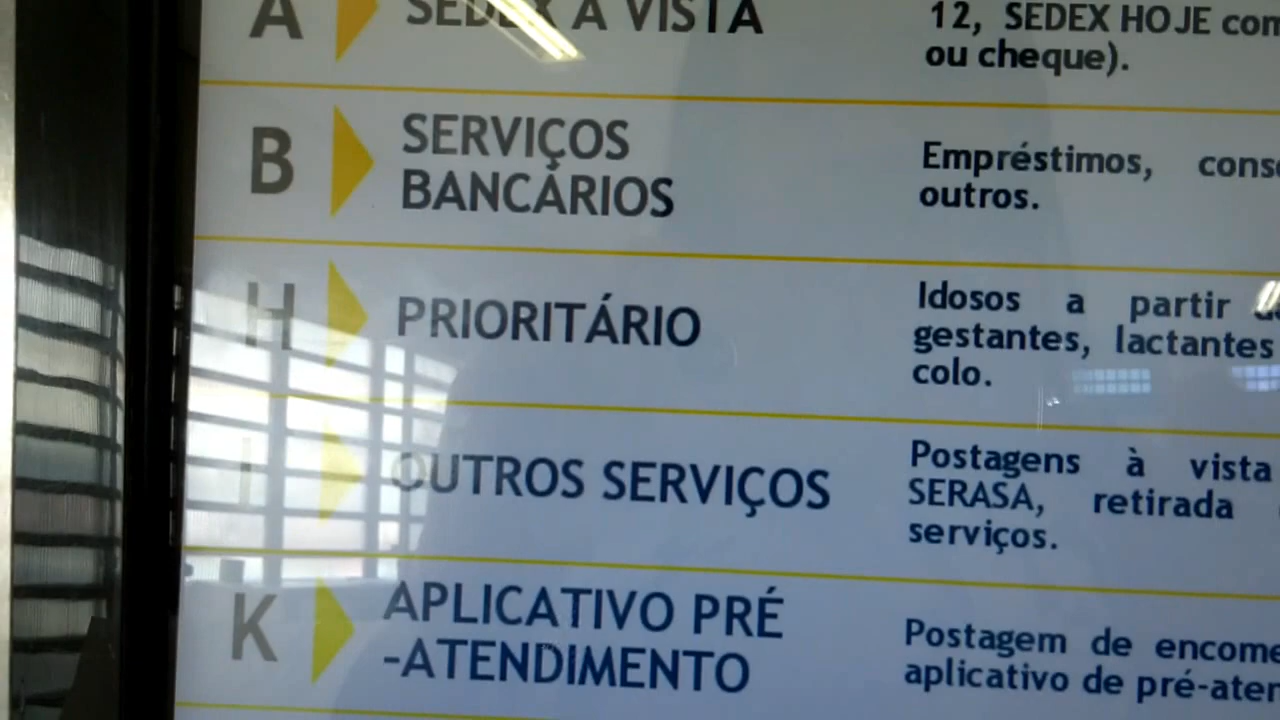 A SEDEX À VISTA
12, SEDEX HOJE com
ou cheque).
B SERVIÇOS
BANCÁRIOS
Empréstimos,
outros.
H PRIORITÁRIO
Idosos a partir
gestantes, lactantes
colo.
I OUTROS SERVIÇOS
Postagens à vista
SERASA, retirada
serviços.
K APLICATIVO PRÉ
-ATENDIMENTO
Postagem de
aplicativo de